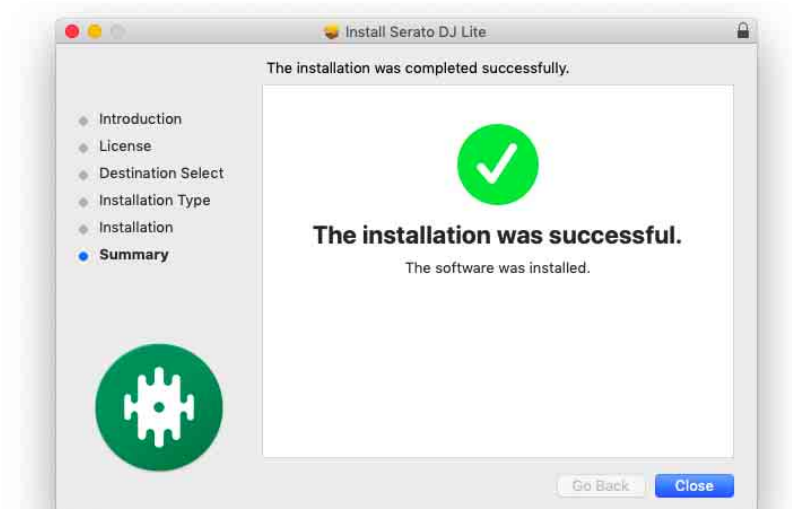 Install Serato DJ Lite
The installation was completed successfully.
Introduction
License
Destination Select
Installation Type
Installation
Summary
The installation was successful.
The software was installed.
Go Back
Close